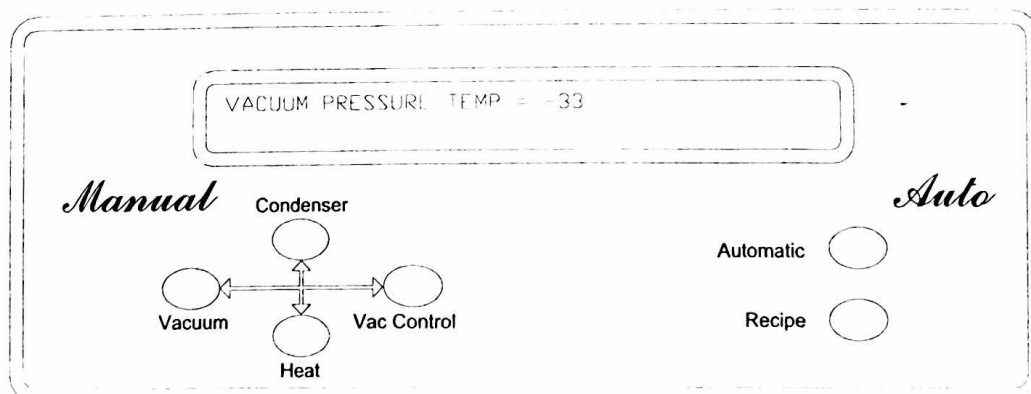 VACUUM PRESSURE TEMP = -33
Manual
Auto
Condenser
Vacuum
Vac Control
Heat
Automatic
Recipe